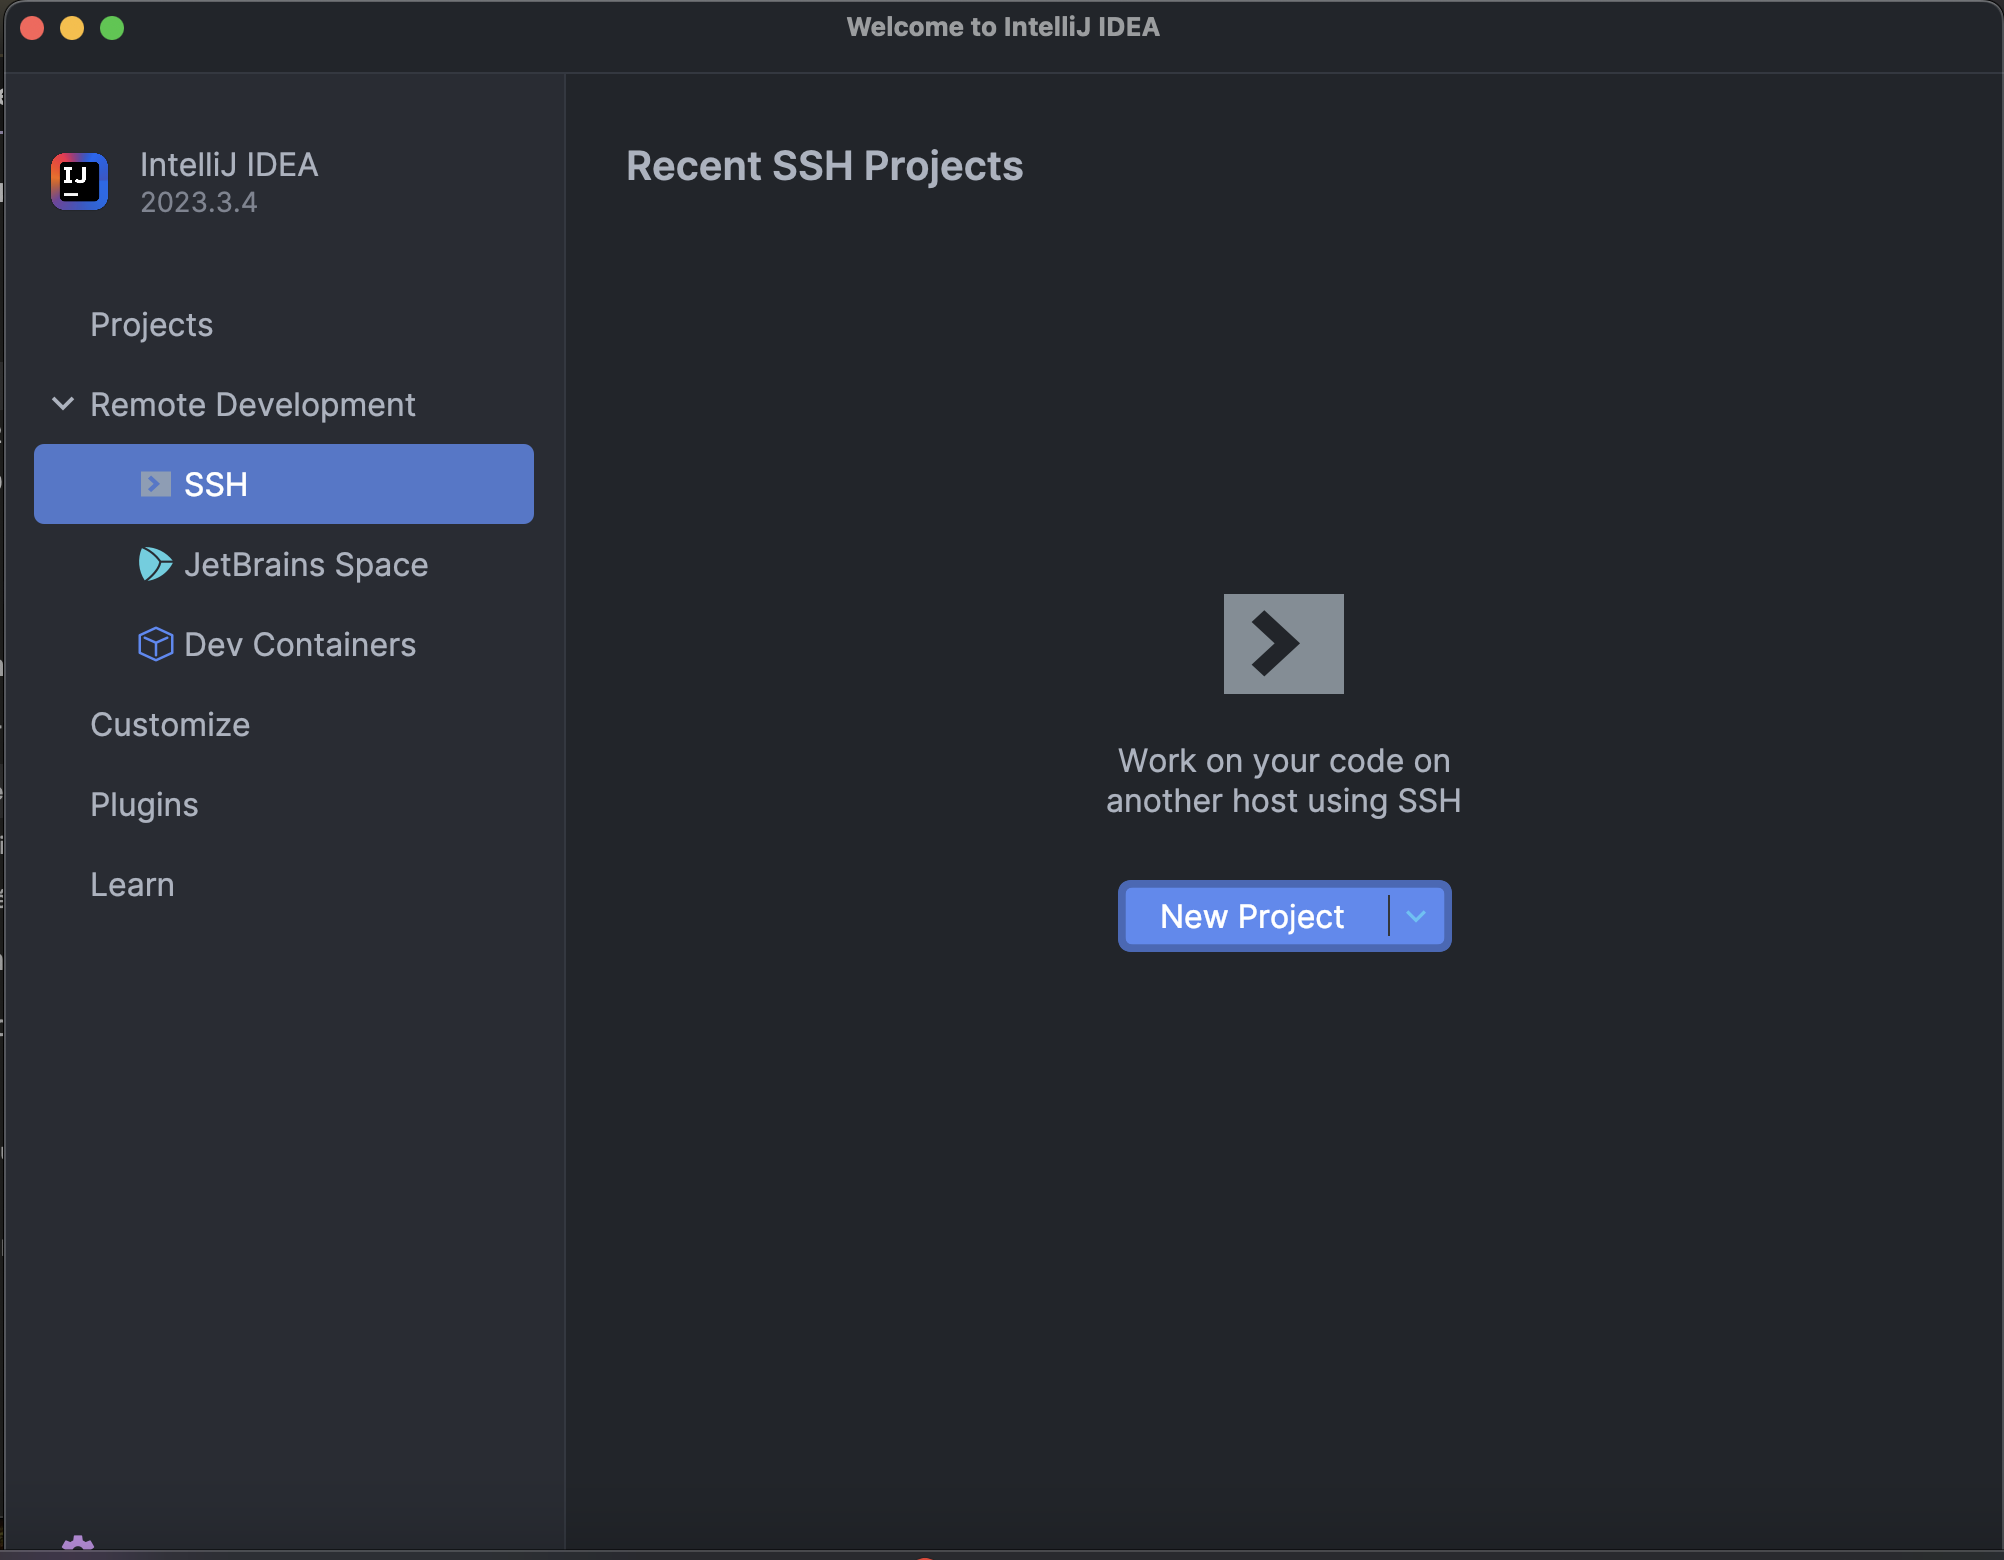 Welcome to IntelliJ IDEA
IJ
IntelliJ IDEA
2023.3.4
Projects
Remote Development
SSH
JetBrains Space
Dev Containers
Customize
Plugins
Learn
Recent SSH Projects
Work on your code on
another host using SSH
New Project